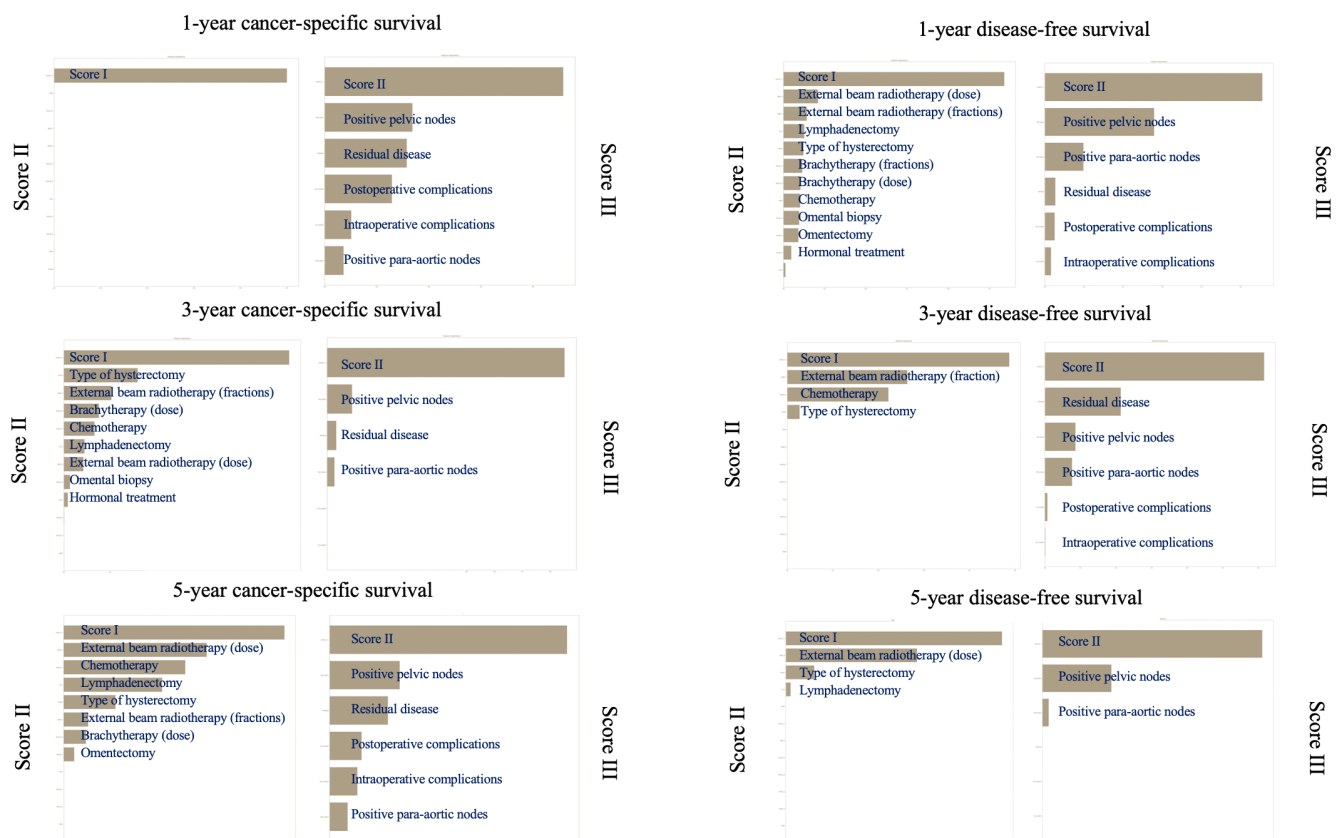 1-year cancer-specific survival
Score II
Score I
Score II
Positive pelvic nodes
Residual disease
Postoperative complications
Intraoperative complications
Positive para-aortic nodes
Score III
1-year disease-free survival
Score II
Score I
External beam radiotherapy (dose)
External beam radiotherapy (fractions)
Lymphadenectomy
Type of hysterectomy
Brachytherapy (fractions)
Brachytherapy (dose)
Chemotherapy
Omental biopsy
Omentectomy
Hormonal treatment
Score II
Positive pelvic nodes
Positive para-aortic nodes
Residual disease
Postoperative complications
Intraoperative complications
Score III
3-year cancer-specific survival
Score II
Score I
Type of hysterectomy
External beam radiotherapy (fractions)
Brachytherapy (dose)
Chemotherapy
Lymphadenectomy
External beam radiotherapy (dose)
Omental biopsy
Hormonal treatment
Score II
Positive pelvic nodes
Residual disease
Positive para-aortic nodes
Score III
3-year disease-free survival
Score II
Score I
External beam radiotherapy (fraction)
Chemotherapy
Type of hysterectomy
Score II
Residual disease
Positive pelvic nodes
Positive para-aortic nodes
Postoperative complications
Intraoperative complications
Score III
5-year cancer-specific survival
Score II
Score I
External beam radiotherapy (dose)
Chemotherapy
Lymphadenectomy
Type of hysterectomy
External beam radiotherapy (fractions)
Brachytherapy (dose)
Omentectomy
Score II
Positive pelvic nodes
Residual disease
Postoperative complications
Intraoperative complications
Positive para-aortic nodes
Score III
5-year disease-free survival
Score II
Score I
External beam radiotherapy (dose)
Type of hysterectomy
Lymphadenectomy
Score II
Positive pelvic nodes
Positive para-aortic nodes
Score III